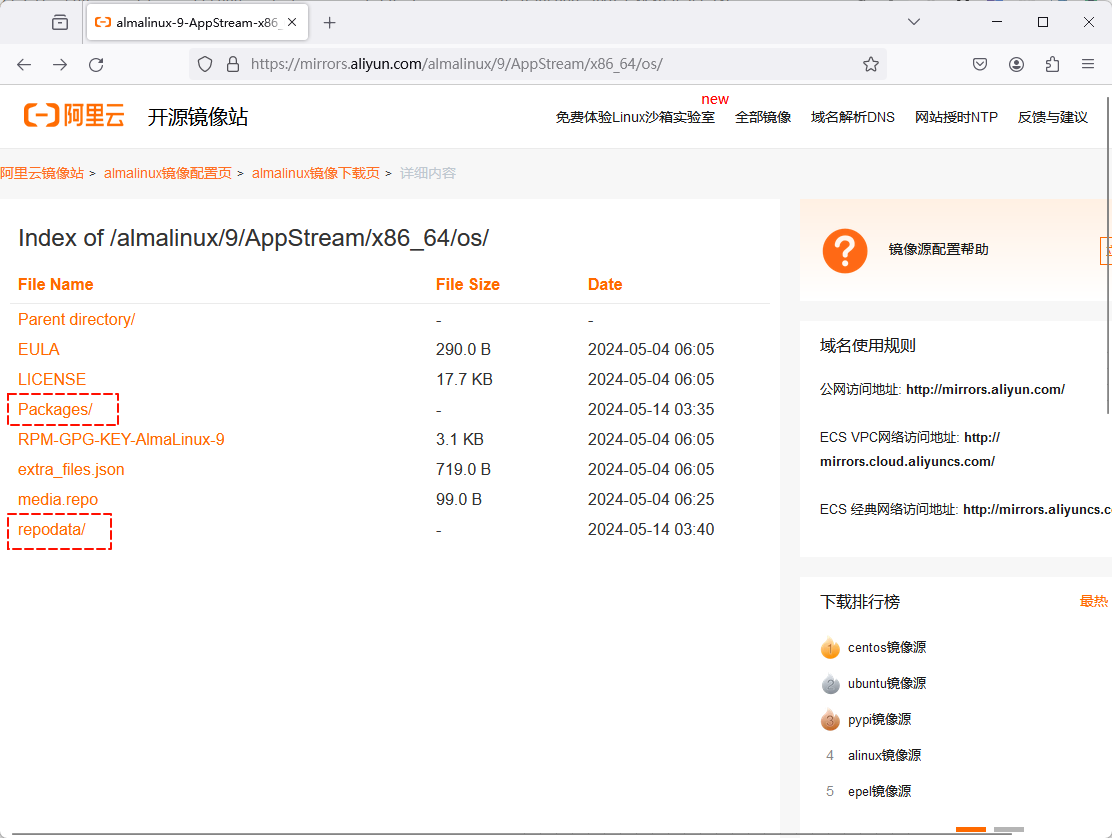 almalinux-9-AppStream-x86_
https://mirrors.aliyun.com/almalinux/9/AppStream/x86_64/os/
阿里云 开源镜像站
new
免费体验Linux沙箱实验室 全部镜像 域名解析DNS 网站授时NTP 反馈与建议
阿里云镜像站 > almalinux镜像配置页 > almalinux镜像下载页 > 详细内容
Index of /almalinux/9/AppStream/x86_64/os/
File Name File Size Date
Parent directory/ - -
EULA 290.0 B 2024-05-04 06:05
LICENSE 17.7 KB 2024-05-04 06:05
Packages/ - 2024-05-14 03:35
RPM-GPG-KEY-AlmaLinux-9 3.1 KB 2024-05-04 06:05
extra_files.json 719.0 B 2024-05-04 06:05
media.repo 99.0 B 2024-05-04 06:25
repodata/ - 2024-05-14 03:40
镜像源配置帮助
域名使用规则
公网访问地址: http://mirrors.aliyun.com/
ECS VPC网络访问地址: http://
mirrors.cloud.aliyuncs.com/
ECS 经典网络访问地址: http://mirrors.aliyuncs.c
下载排行榜 最热
1 centos镜像源
2 ubuntu镜像源
3 pypi镜像源
4 alinux镜像源
5 epel镜像源